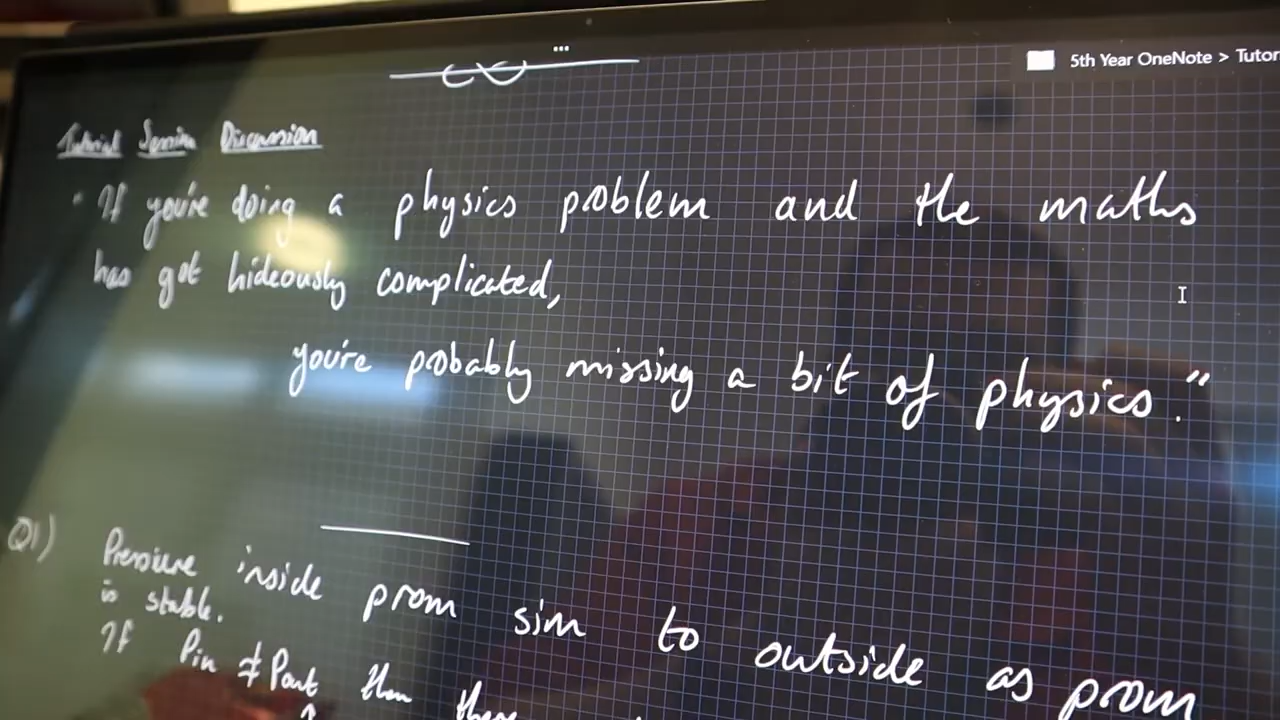 ...
5th Year OneNote > Tutor
Tutorial Session Discussion
· If you're doing a physics problem and the maths
has got hideously complicated,
you're probably missing a bit of physics."
Q1) Pressure inside prom sim to outside as prom
is stable.
If Pin ≠ Pout then there